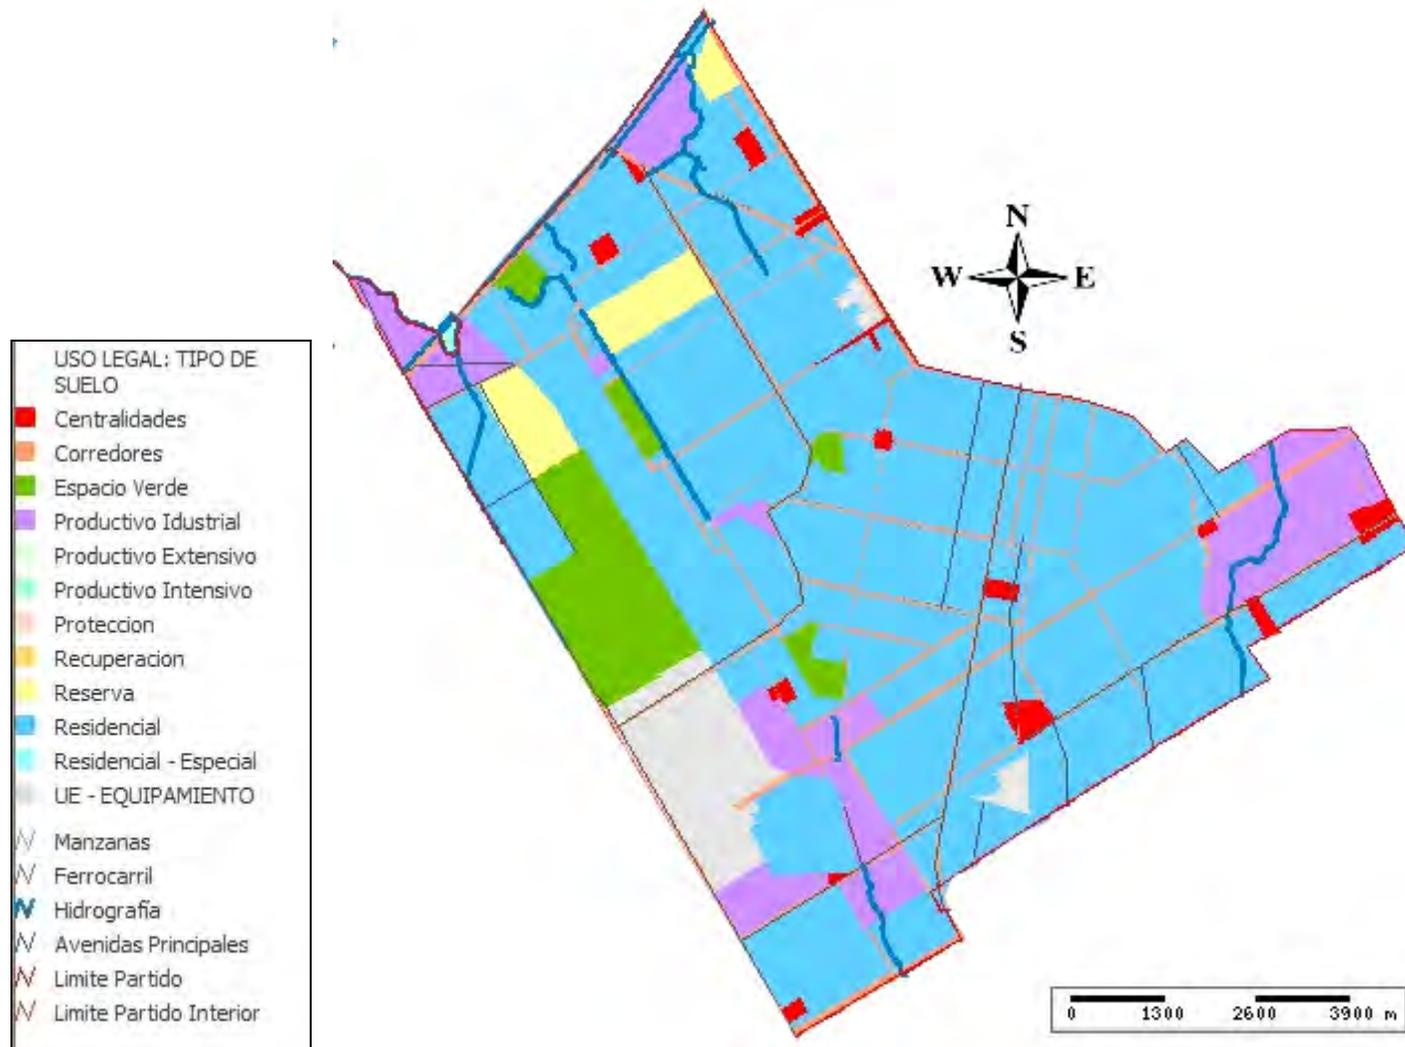 N
W E
S
USO LEGAL: TIPO DE
SUELO
Centralidades
Corredores
Espacio Verde
Productivo Idustrial
Productivo Extensivo
Productivo Intensivo
Proteccion
Recuperacion
Reserva
Residencial
Residencial - Especial
UE - EQUIPAMIENTO
Manzanas
Ferrocarril
Hidrografía
Avenidas Principales
Limite Partido
Limite Partido Interior
0 1300 2600 3900 m